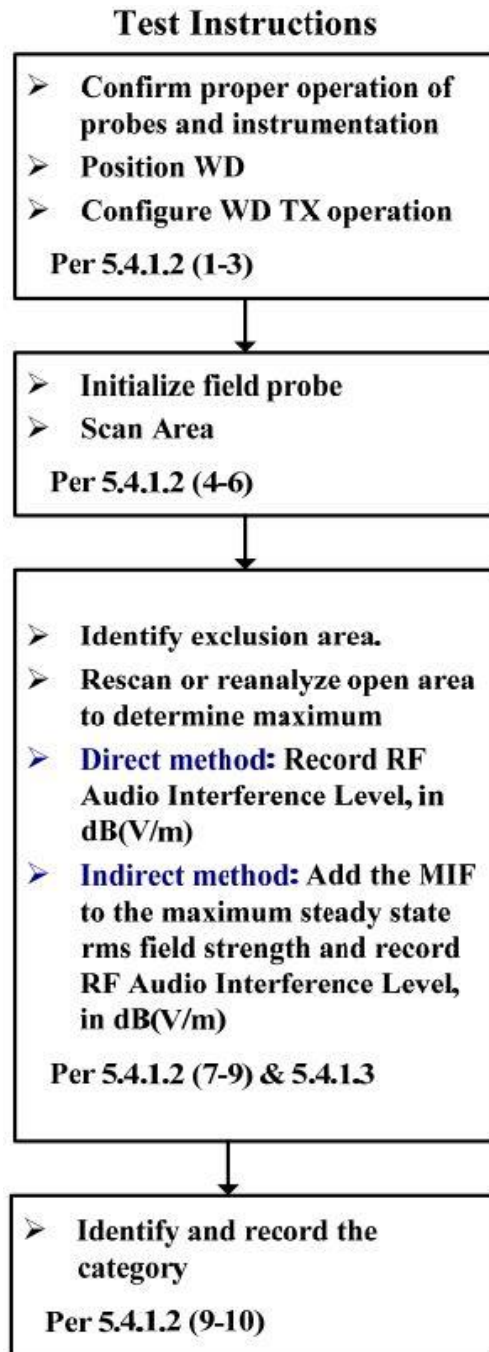 Test Instructions
➢ Confirm proper operation of
probes and instrumentation
➢ Position WD
➢ Configure WD TX operation
Per 5.4.1.2 (1-3)
➢ Initialize field probe
➢ Scan Area
Per 5.4.1.2 (4-6)
➢ Identify exclusion area.
➢ Rescan or reanalyze open area
to determine maximum
➢ Direct method: Record RF
Audio Interference Level, in
dB(V/m)
➢ Indirect method: Add the MIF
to the maximum steady state
rms field strength and record
RF Audio Interference Level,
in dB(V/m)
Per 5.4.1.2 (7-9) & 5.4.1.3
➢ Identify and record the
category
Per 5.4.1.2 (9-10)